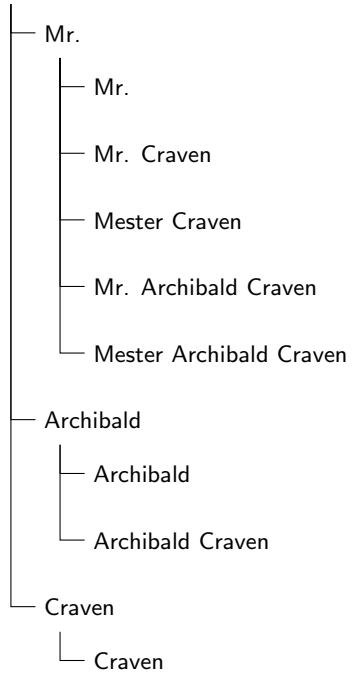 Mr.
Mr.
Mr. Craven
Mester Craven
Mr. Archibald Craven
Mester Archibald Craven
Archibald
Archibald
Archibald Craven
Craven
Craven